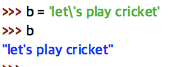 >>> b = 'let\'s play cricket'
>>> b
"let's play cricket"